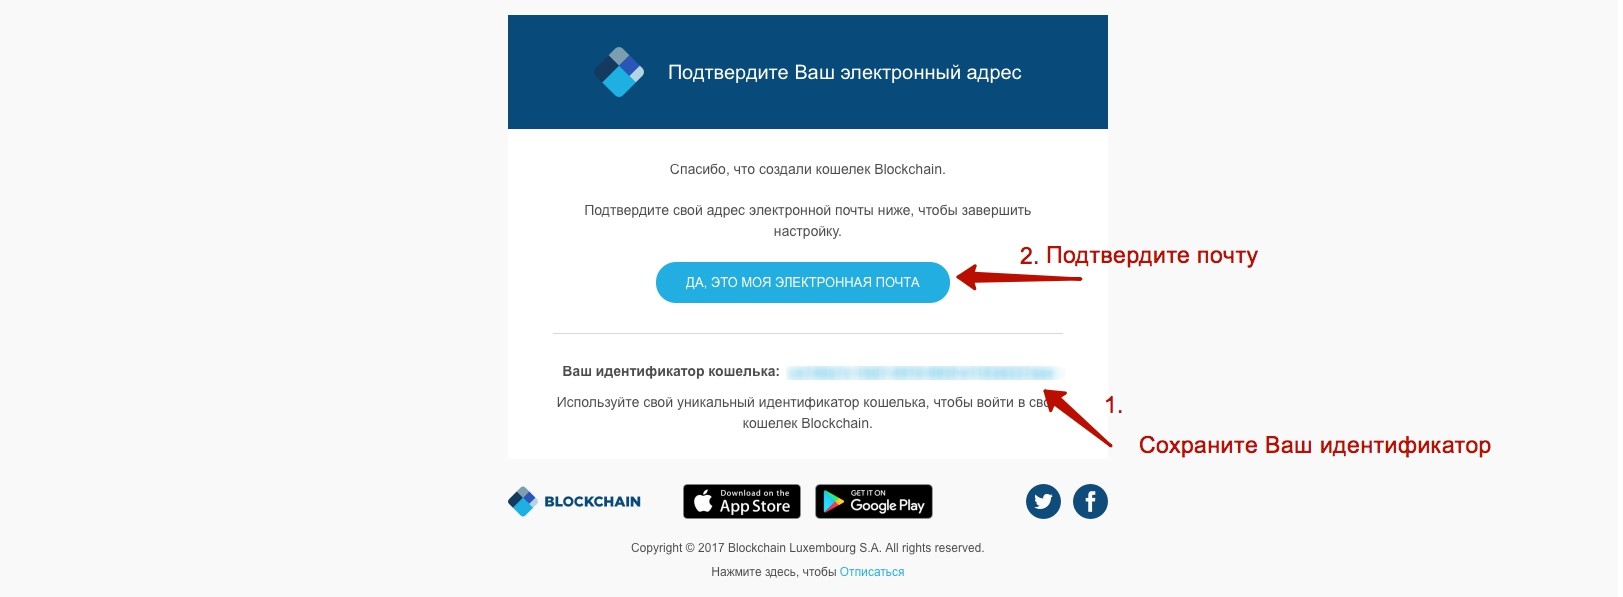 Подтвердите Ваш электронный адрес
Спасибо, что создали кошелек Blockchain.
Подтвердите свой адрес электронной почты ниже, чтобы завершить
настройку.
2. Подтвердите почту
ДА, ЭТО МОЯ ЭЛЕКТРОННАЯ ПОЧТА
Ваш идентификатор кошелька:
Используйте свой уникальный идентификатор кошелька, чтобы войти в сво
кошелек Blockchain.
1.
Сохраните Ваш идентификатор
BLOCKCHAIN
Download on the
App Store
GET IT ON
Google Play
Copyright © 2017 Blockchain Luxembourg S.A. All rights reserved.
Нажмите здесь, чтобы Отписаться